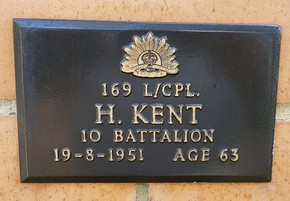 169 L/CPL.
H. KENT
10 BATTALION
19-8-1951 AGE 63